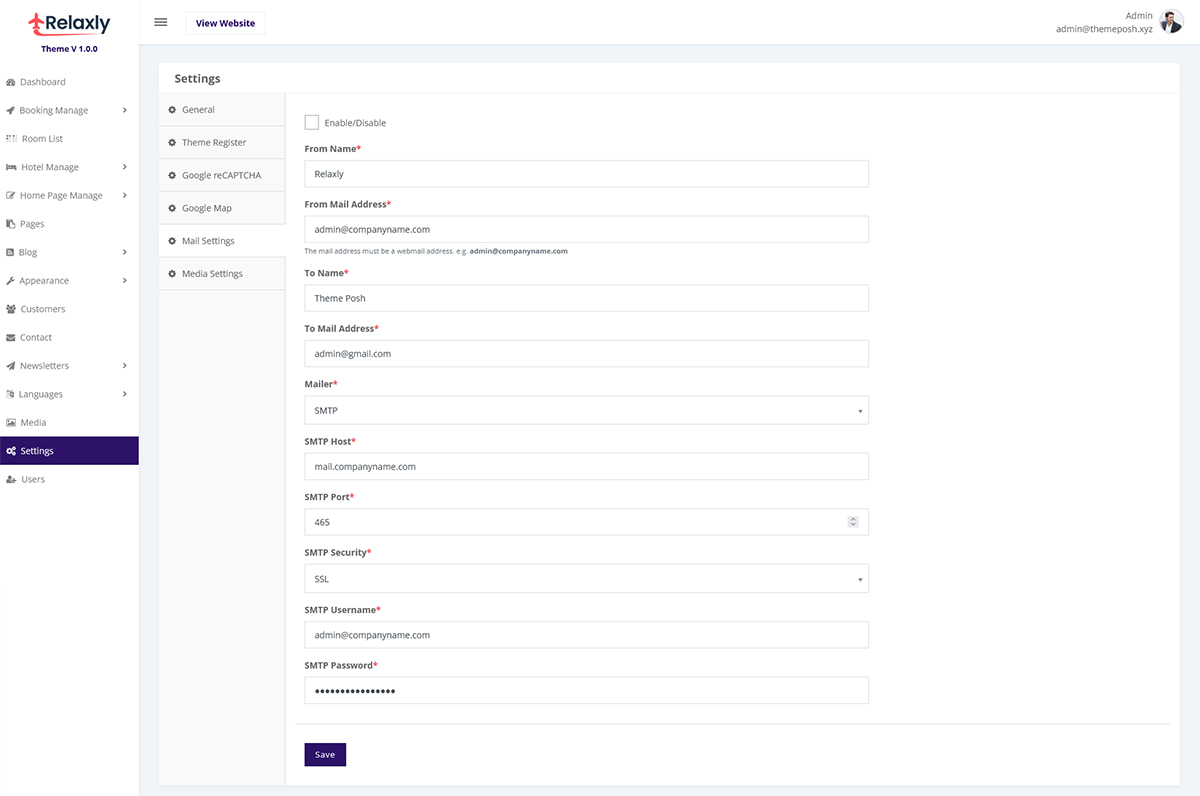 Relaxly
Theme V 1.0.0
View Website
Admin
admin@themeposh.xyz
Dashboard
Booking Manage
Room List
Hotel Manage
Home Page Manage
Pages
Blog
Appearance
Customers
Contact
Newsletters
Languages
Media
Settings
Users
Settings
General
Theme Register
Google reCAPTCHA
Google Map
Mail Settings
Media Settings
Enable/Disable
From Name*
Relaxly
From Mail Address*
admin@companyname.com
The mail address must be a webmail address. e.g. admin@companyname.com
To Name*
Theme Posh
To Mail Address*
admin@gmail.com
Mailer*
SMTP
SMTP Host*
mail.companyname.com
SMTP Port*
465
SMTP Security*
SSL
SMTP Username*
admin@companyname.com
SMTP Password*
••••••••••••••••
Save